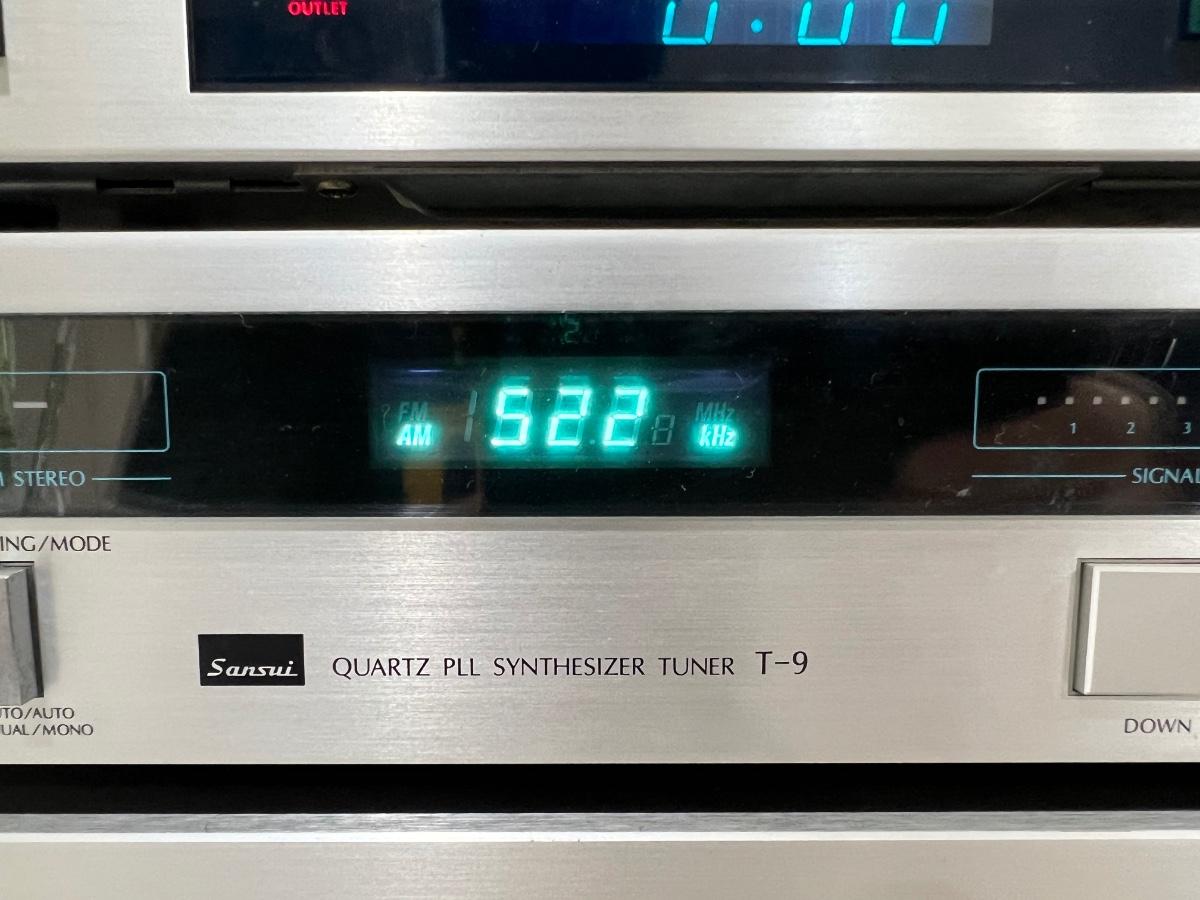 OUTLET
0:00
FM
AM
522
MHz
kHz
1 2 3
STEREO
SIGNAL
ING/MODE
Sansui
QUARTZ PLL SYNTHESIZER TUNER T-9
UTO/AUTO
UAL/MONO
DOWN